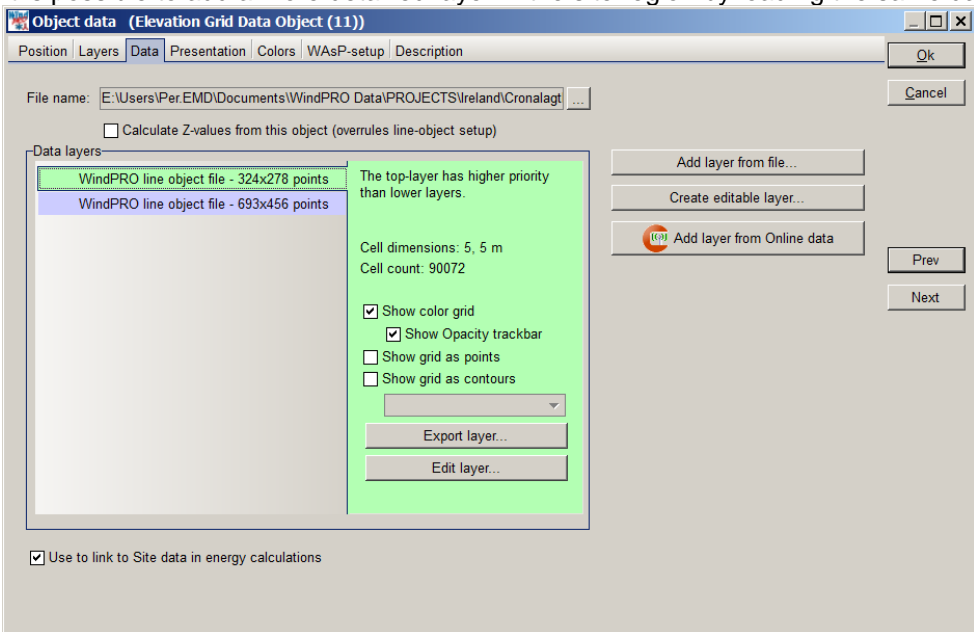 Object data (Elevation Grid Data Object (11))
Position Layers Data Presentation Colors WAsP-setup Description
Ok
File name: E:\Users\Per.EMD\Documents\WindPRO Data\PROJECTS\Ireland\Cronalagt ...
Cancel
Calculate Z-values from this object (overrules line-object setup)
Data layers
WindPRO line object file - 324x278 points
WindPRO line object file - 693x456 points
The top-layer has higher priority
than lower layers.
Cell dimensions: 5, 5 m
Cell count: 90072
Show color grid
Show Opacity trackbar
Show grid as points
Show grid as contours
Export layer...
Edit layer...
Add layer from file...
Create editable layer...
Add layer from Online data
Prev
Next
Use to link to Site data in energy calculations